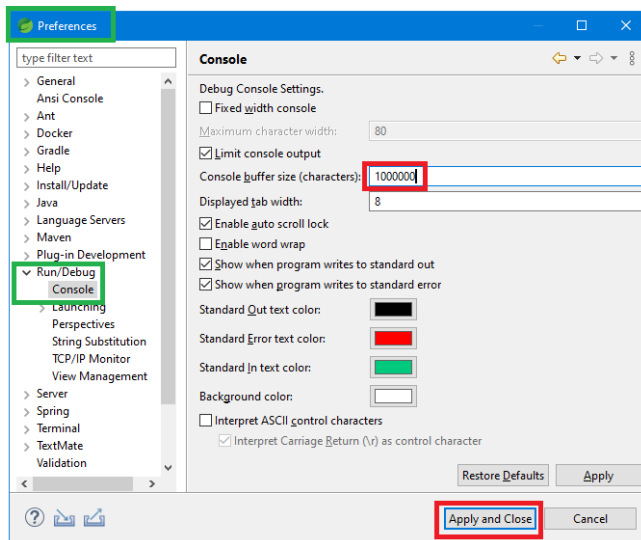 Preferences
type filter text
General
Ansi Console
Ant
Docker
Gradle
Help
Install/Update
Java
Language Servers
Maven
Plug-in Development
Run/Debug
Console
Launching
Perspectives
String Substitution
TCP/IP Monitor
View Management
Server
Spring
Terminal
TextMate
Validation
Console
Debug Console Settings.
Fixed width console
Maximum character width: 80
Limit console output
Console buffer size (characters): 1000000
Displayed tab width: 8
Enable auto scroll lock
Enable word wrap
Show when program writes to standard out
Show when program writes to standard error
Standard Out text color:
Standard Error text color:
Standard In text color:
Background color:
Interpret ASCII control characters
Interpret Carriage Return (\r) as control character
Restore Defaults Apply
Apply and Close Cancel